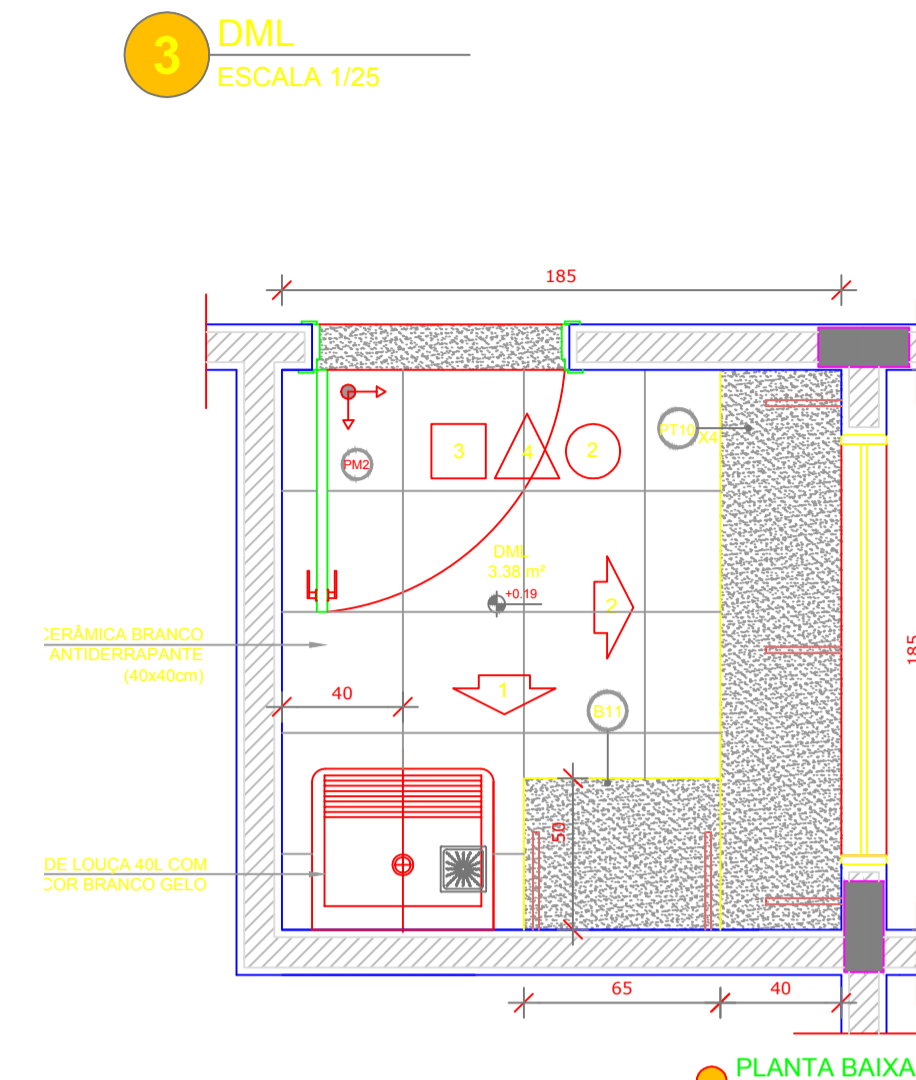 3
DML
ESCALA 1/25
185
PM2
3
4
2
PT10
X4
DML
3.38 m²
+0.19
2
CERÂMICA BRANCO
ANTIDERRAPANTE
(40x40cm)
185
40
1
B11
50
DE LOUÇA 40L COM
COR BRANCO GELO
65
40
PLANTA BAIXA